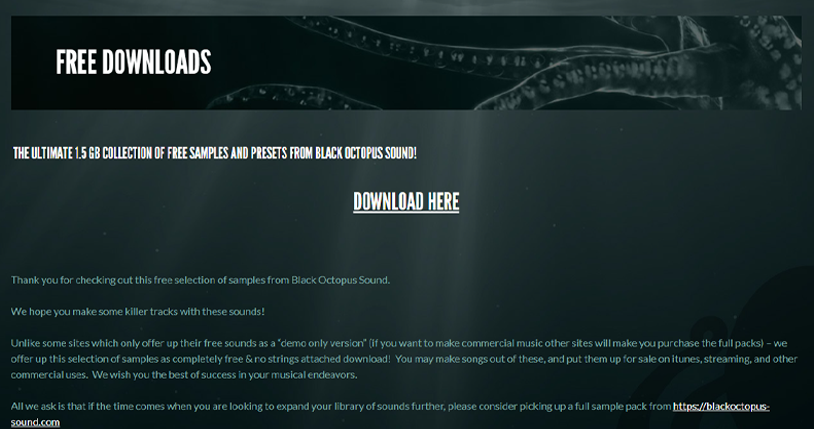 FREE DOWNLOADS
THE ULTIMATE 1.5 GB COLLECTION OF FREE SAMPLES AND PRESETS FROM BLACK OCTOPUS SOUND!
DOWNLOAD HERE
Thank you for checking out this free selection of samples from Black Octopus Sound.
We hope you make some killer tracks with these sounds!
Unlike some sites which only offer up their free sounds as a "demo only version" (if you want to make commercial music other sites will make you purchase the full packs) – we
offer up this selection of samples as completely free & no strings attached download! You may make songs out of these, and put them up for sale on itunes, streaming, and other
commercial uses. We wish you the best of success in your musical endeavors.
All we ask is that if the time comes when you are looking to expand your library of sounds further, please consider picking up a full sample pack from https://blackoctopus-
sound.com